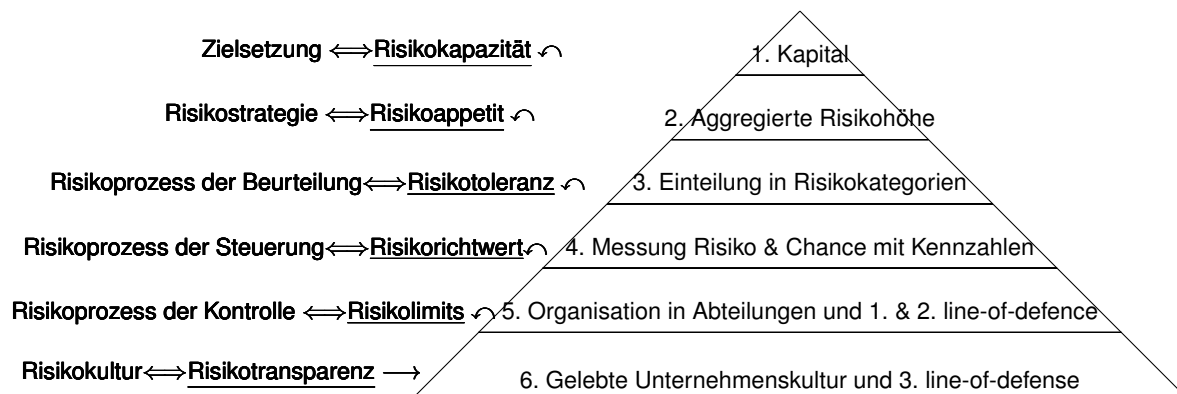 Zielsetzung ⟺ Risikokapazität ↶ 1. Kapital
Risikostrategie ⟺ Risikoappetit ↶ 2. Aggregierte Risikohöhe
Risikoprozess der Beurteilung ⟺ Risikotoleranz ↶ 3. Einteilung in Risikokategorien
Risikoprozess der Steuerung ⟺ Risikorichtwert ↶ 4. Messung Risiko & Chance mit Kennzahlen
Risikoprozess der Kontrolle ⟺ Risikolimits ↶ 5. Organisation in Abteilungen und 1. & 2. line-of-defence
Risikokultur ⟺ Risikotransparenz → 6. Gelebte Unternehmenskultur und 3. line-of-defense